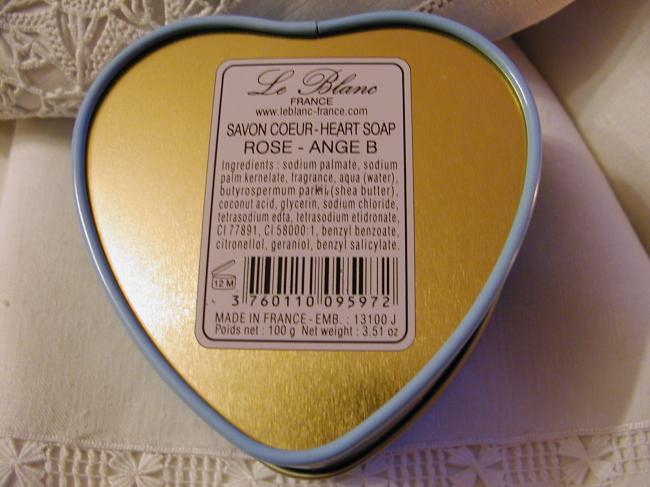 Le Blanc
FRANCE
www.leblanc-france.com
SAVON COEUR-HEART SOAP
ROSE - ANGE B
Ingredients : sodium palmate, sodium
palm kernelate, fragrance, aqua (water),
butyrospermum parkii (shea butter),
coconut acid, glycerin, sodium chloride,
tetrasodium edta, tetrasodium etidronate,
CI 77891, CI 58000:1, benzyl benzoate,
citronellol, geraniol, benzyl salicylate.
12 M
3 760110 095972
MADE IN FRANCE - EMB. : 13100 J
Poids net : 100 g Net weight : 3.51 oz